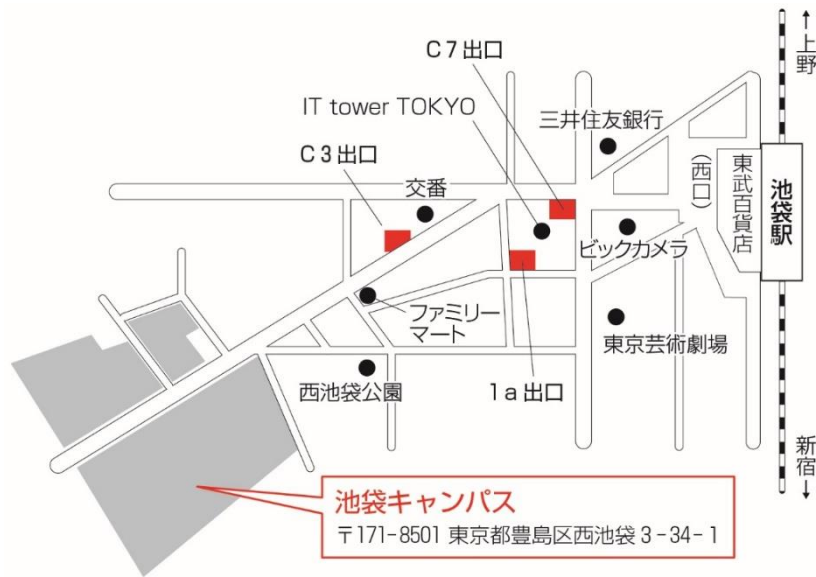 ↑上野
C7出口
IT tower TOKYO
三井住友銀行
C3出口
交番
(西口)
東武百貨店
池袋駅
ビックカメラ
ファミリー
マート
東京芸術劇場
西池袋公園
1a出口
新宿↓
池袋キャンパス
〒171-8501 東京都豊島区西池袋3-34-1